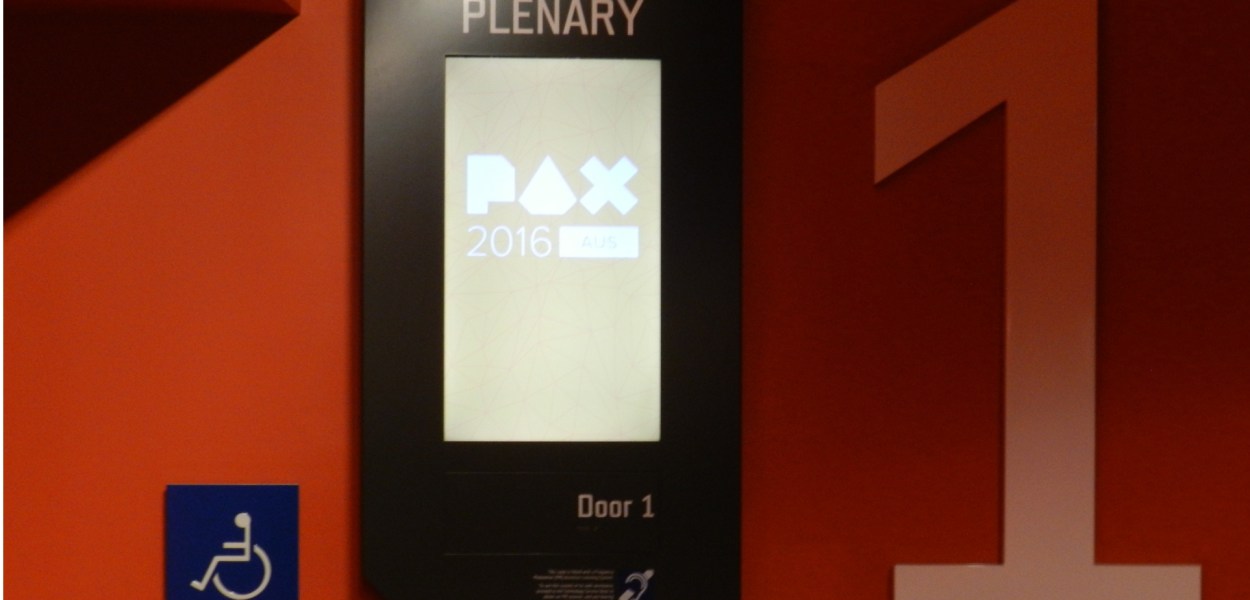 PLENARY
PAX
2016 AUS
1
Door 1